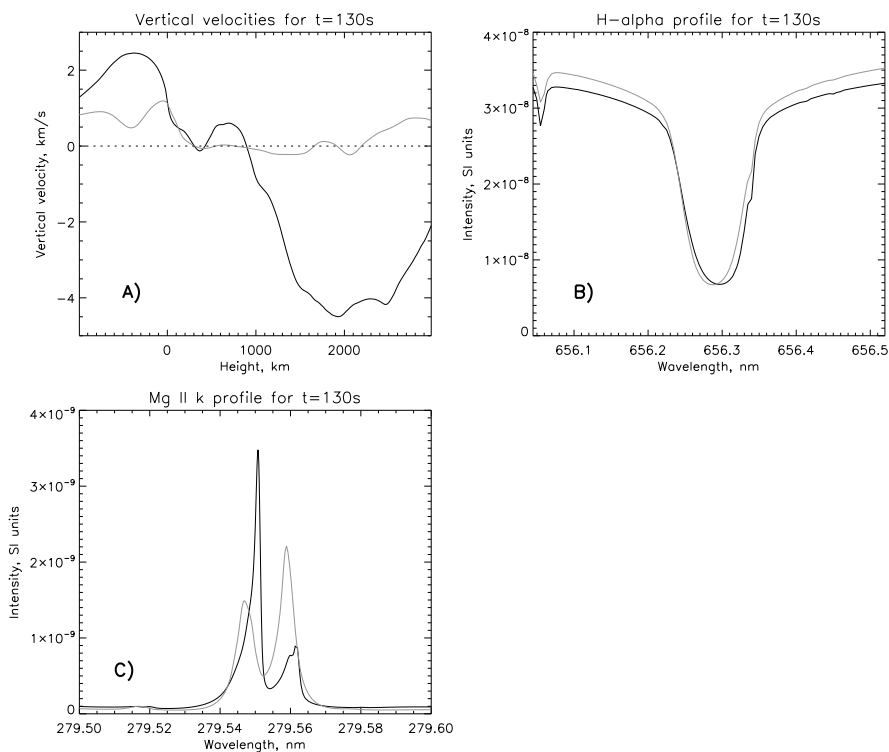 Vertical velocities for t=130s
Vertical velocity, km/s
2
0
−2
−4
A)
0 1000 2000
Height, km
H−alpha profile for t=130s
Intensity, SI units
4×10⁻⁸
3×10⁻⁸
2×10⁻⁸
1×10⁻⁸
0
B)
656.1 656.2 656.3 656.4 656.5
Wavelength, nm
Mg II k profile for t=130s
Intensity, SI units
4×10⁻⁹
3×10⁻⁹
2×10⁻⁹
1×10⁻⁹
0
C)
279.50 279.52 279.54 279.56 279.58 279.60
Wavelength, nm